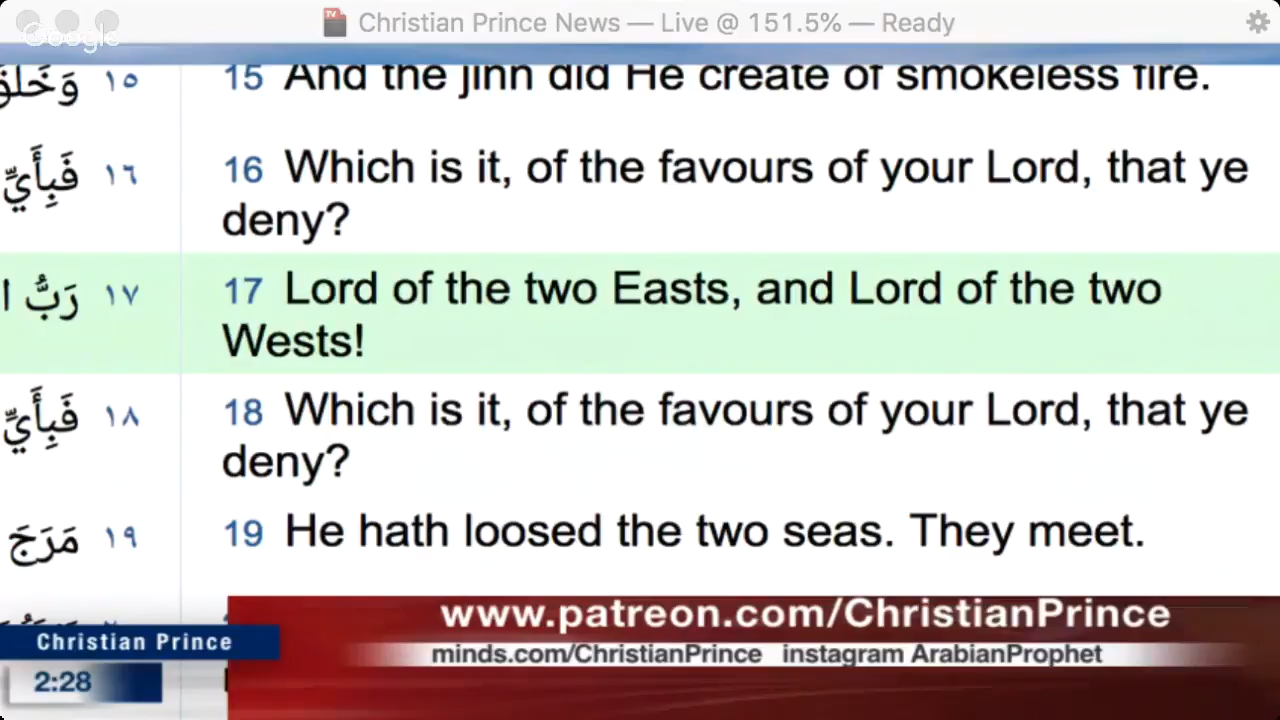 Christian Prince News — Live @ 151.5% — Ready
Google
١٥ وَخَلَقَ
15 And the jinn did He create of smokeless fire.
١٦ فَبِأَيِّ
16 Which is it, of the favours of your Lord, that ye
deny?
١٧ رَبُّ ا
17 Lord of the two Easts, and Lord of the two
Wests!
١٨ فَبِأَيِّ
18 Which is it, of the favours of your Lord, that ye
deny?
١٩ مَرَجَ
19 He hath loosed the two seas. They meet.
www.patreon.com/ChristianPrince
Christian Prince
minds.com/ChristianPrince instagram ArabianProphet
2:28